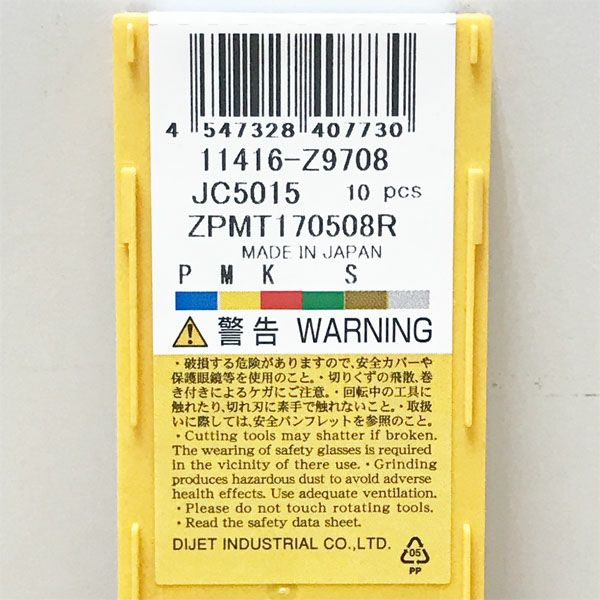 4 547328 407730
11416-Z9708
JC5015 10 pcs
ZPMT170508R
MADE IN JAPAN
P M K S
警告 WARNING
・破損する危険がありますので、安全カバーや
保護眼鏡等を使用のこと。・切りくずの飛散、巻
き付きによるケガにご注意。・回転中の工具に
触れたり、切れ刃に素手で触れないこと。・取扱
いに際しては、安全パンフレットを参照のこと。
・Cutting tools may shatter if broken.
The wearing of safety glasses is required
in the vicinity of there use.・Grinding
produces hazardous dust to avoid adverse
health effects. Use adequate ventilation.
・Please do not touch rotating tools.
・Read the safety data sheet.
DIJET INDUSTRIAL CO.,LTD.
05
PP